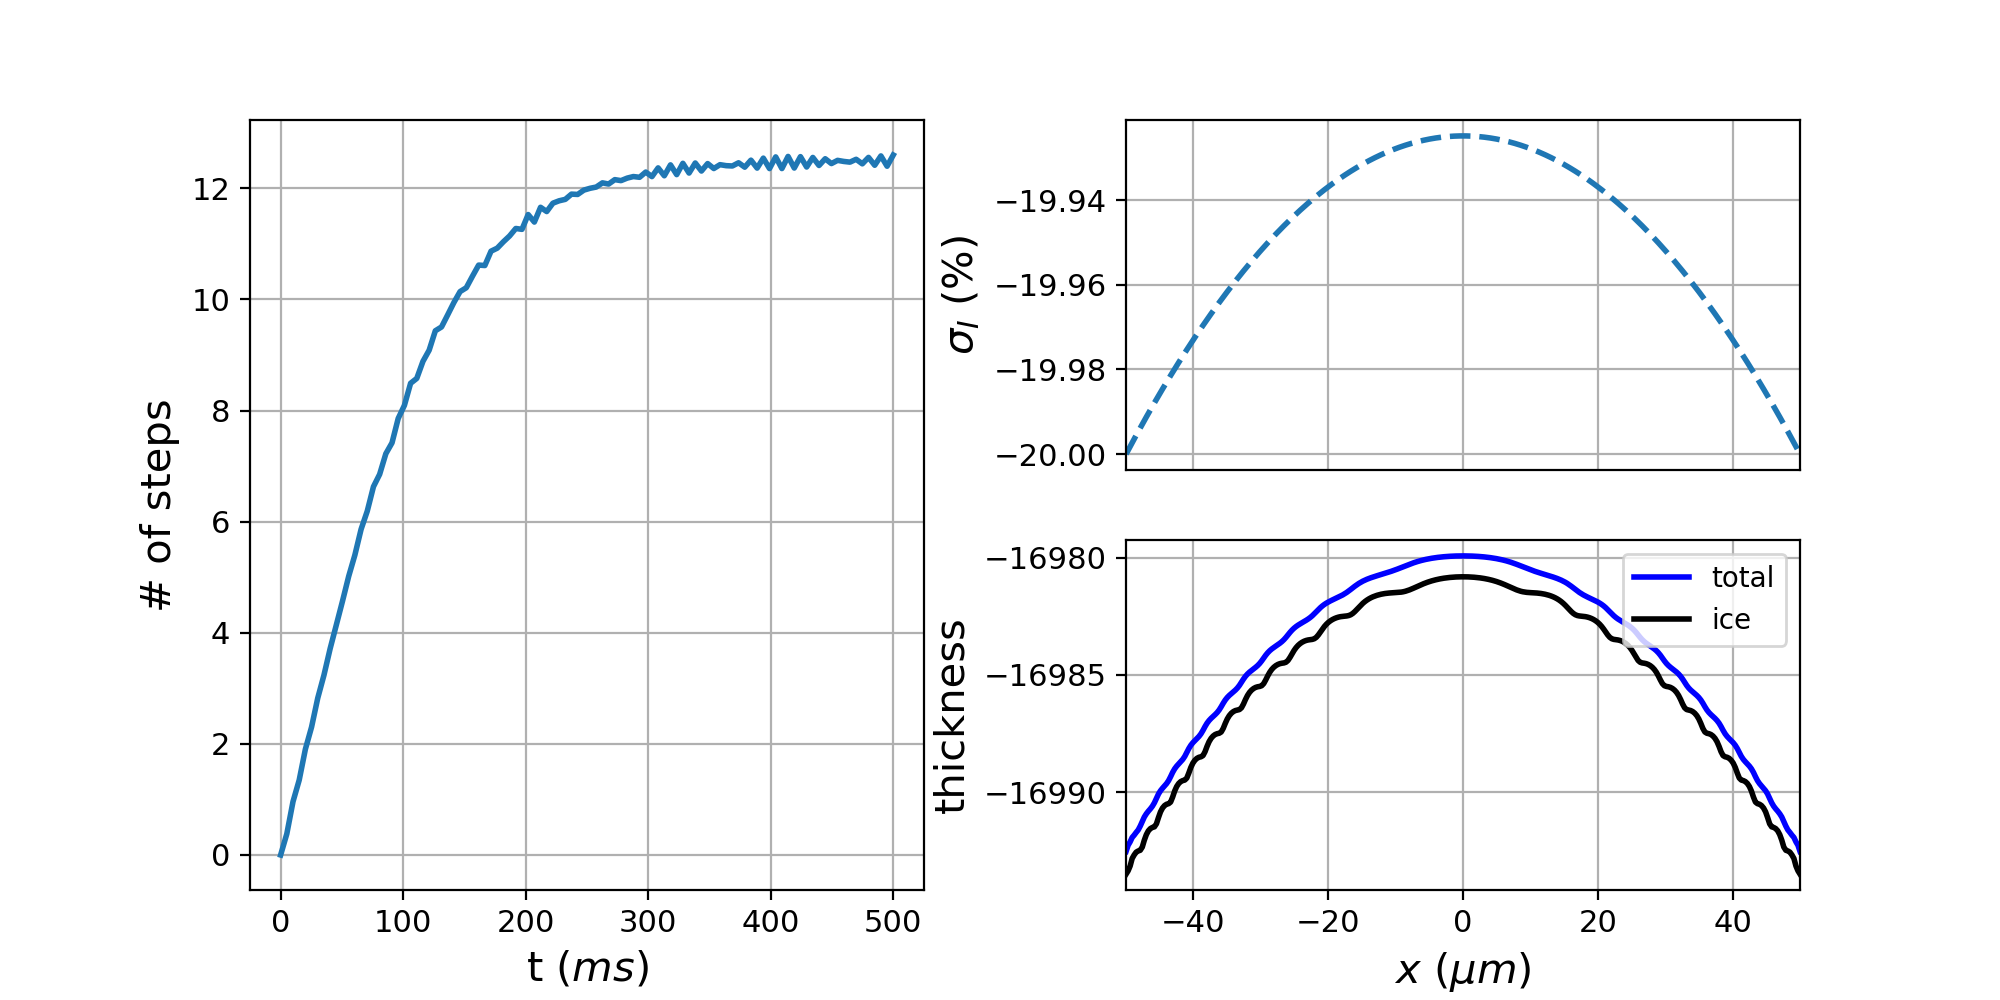 # of steps
12
10
8
6
4
2
0
0 100 200 300 400 500
t (ms)
σI (%)
−19.94
−19.96
−19.98
−20.00
thickness
−16980
−16985
−16990
total
ice
−40 −20 0 20 40
x (μm)